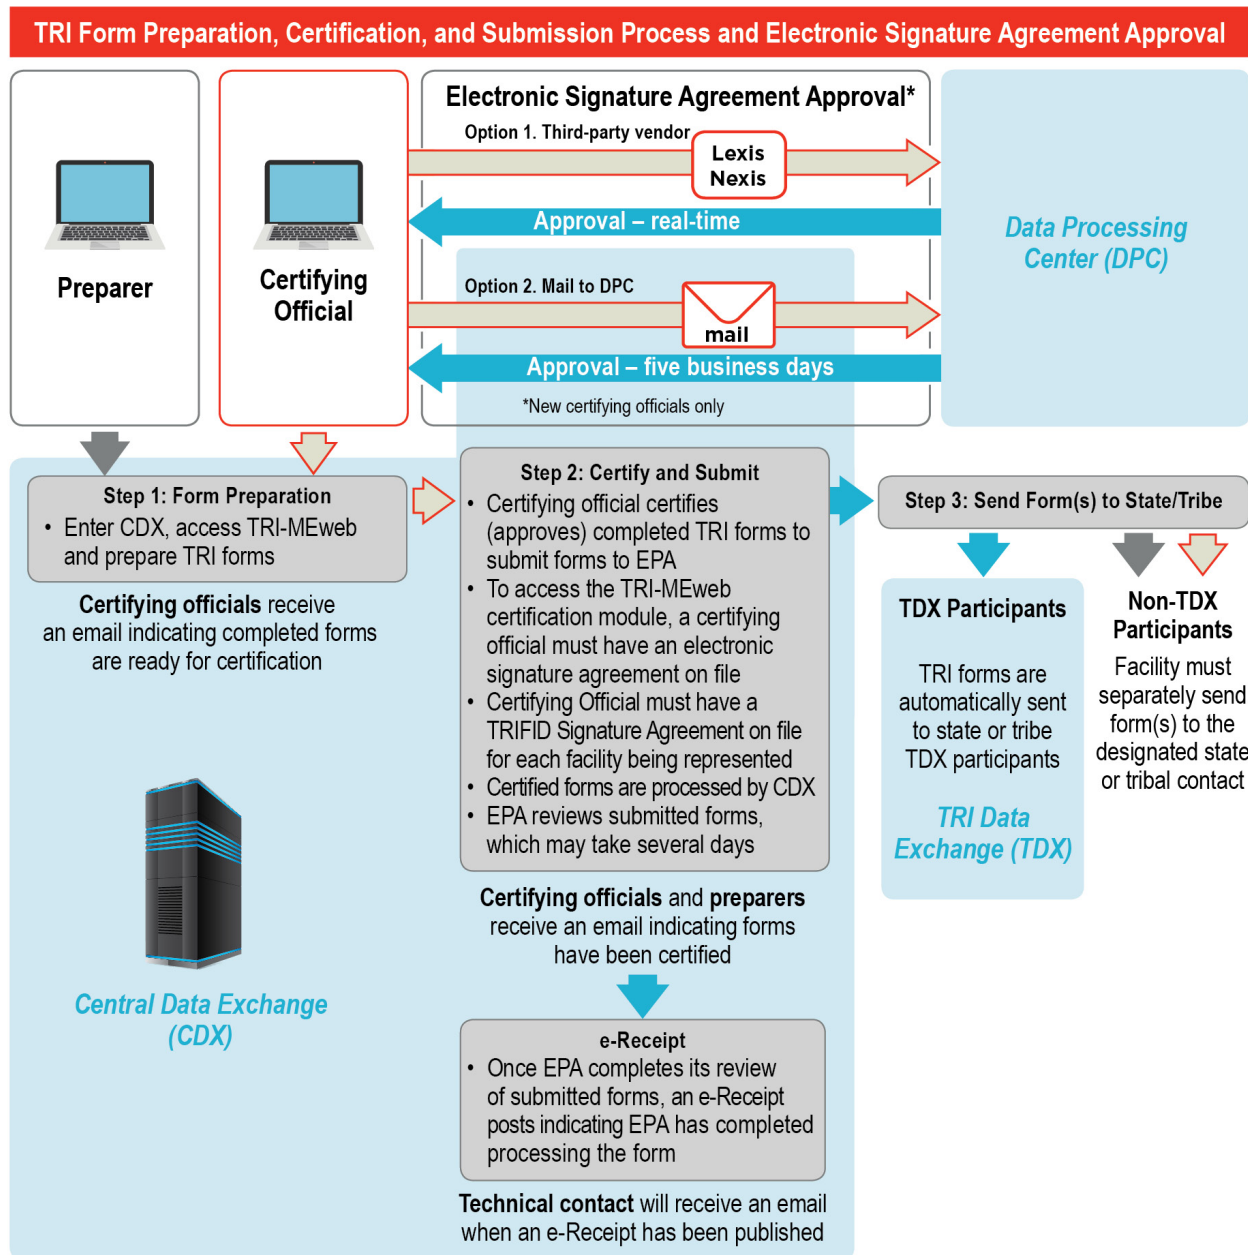 TRI Form Preparation, Certification, and Submission Process and Electronic Signature Agreement Approval
Preparer
Certifying
Official
Electronic Signature Agreement Approval*
Option 1. Third-party vendor
Lexis
Nexis
Approval – real-time
Option 2. Mail to DPC
mail
Approval – five business days
*New certifying officials only
Data Processing
Center (DPC)
Step 1: Form Preparation
• Enter CDX, access TRI-MEweb
and prepare TRI forms
Certifying officials receive
an email indicating completed forms
are ready for certification
Central Data Exchange
(CDX)
Step 2: Certify and Submit
• Certifying official certifies
(approves) completed TRI forms to
submit forms to EPA
• To access the TRI-MEweb
certification module, a certifying
official must have an electronic
signature agreement on file
• Certifying Official must have a
TRIFID Signature Agreement on file
for each facility being represented
• Certified forms are processed by CDX
• EPA reviews submitted forms,
which may take several days
Certifying officials and preparers
receive an email indicating forms
have been certified
e-Receipt
• Once EPA completes its review
of submitted forms, an e-Receipt
posts indicating EPA has completed
processing the form
Technical contact will receive an email
when an e-Receipt has been published
Step 3: Send Form(s) to State/Tribe
TDX Participants
TRI forms are
automatically sent
to state or tribe
TDX participants
TRI Data
Exchange (TDX)
Non-TDX
Participants
Facility must
separately send
form(s) to the
designated state
or tribal contact